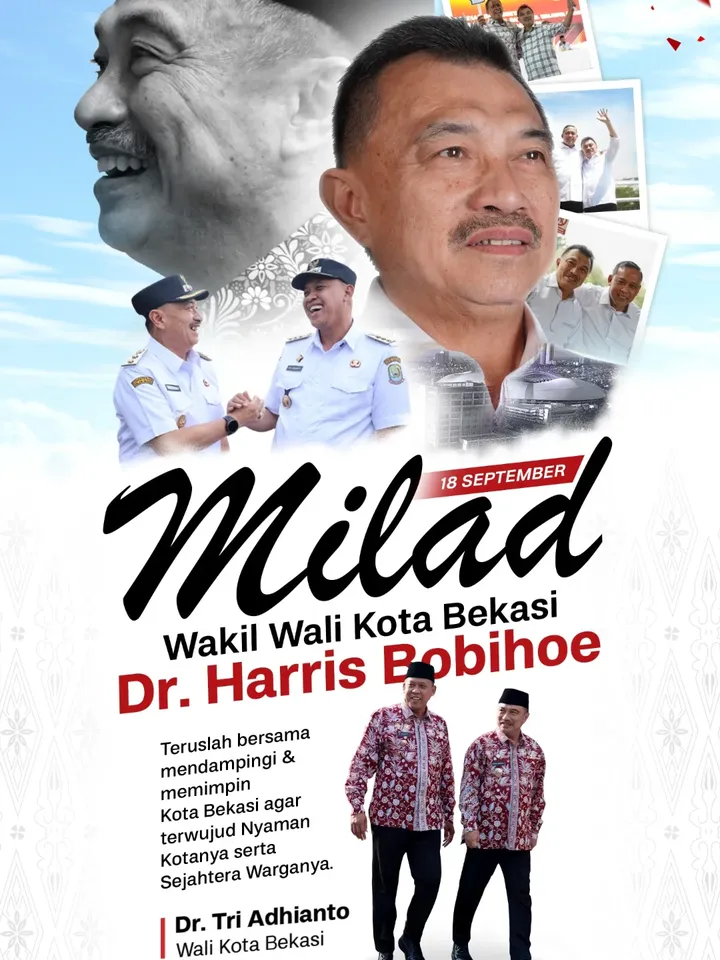 18 SEPTEMBER
Milad
Wakil Wali Kota Bekasi
Dr. Harris Bobihoe
Teruslah bersama
mendampingi &
memimpin
Kota Bekasi agar
terwujud Nyaman
Kotanya serta
Sejahtera Warganya.
Dr. Tri Adhianto
Wali Kota Bekasi